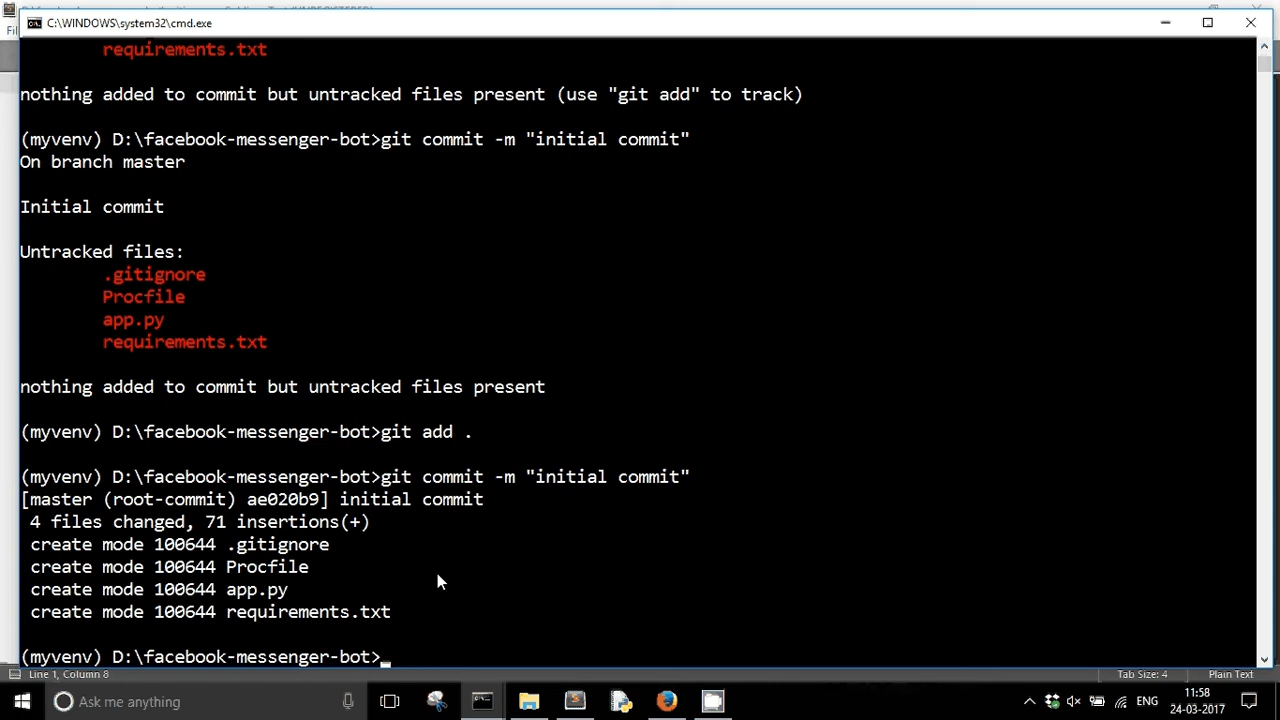 C:\WINDOWS\system32\cmd.exe
requirements.txt
nothing added to commit but untracked files present (use "git add" to track)
(myvenv) D:\facebook-messenger-bot>git commit -m "initial commit"
On branch master
Initial commit
Untracked files:
.gitignore
Procfile
app.py
requirements.txt
nothing added to commit but untracked files present
(myvenv) D:\facebook-messenger-bot>git add .
(myvenv) D:\facebook-messenger-bot>git commit -m "initial commit"
[master (root-commit) ae020b9] initial commit
4 files changed, 71 insertions(+)
create mode 100644 .gitignore
create mode 100644 Procfile
create mode 100644 app.py
create mode 100644 requirements.txt
(myvenv) D:\facebook-messenger-bot>
Line 1, Column 8
Tab Size: 4
Plain Text
Ask me anything
ENG
11:58
24-03-2017